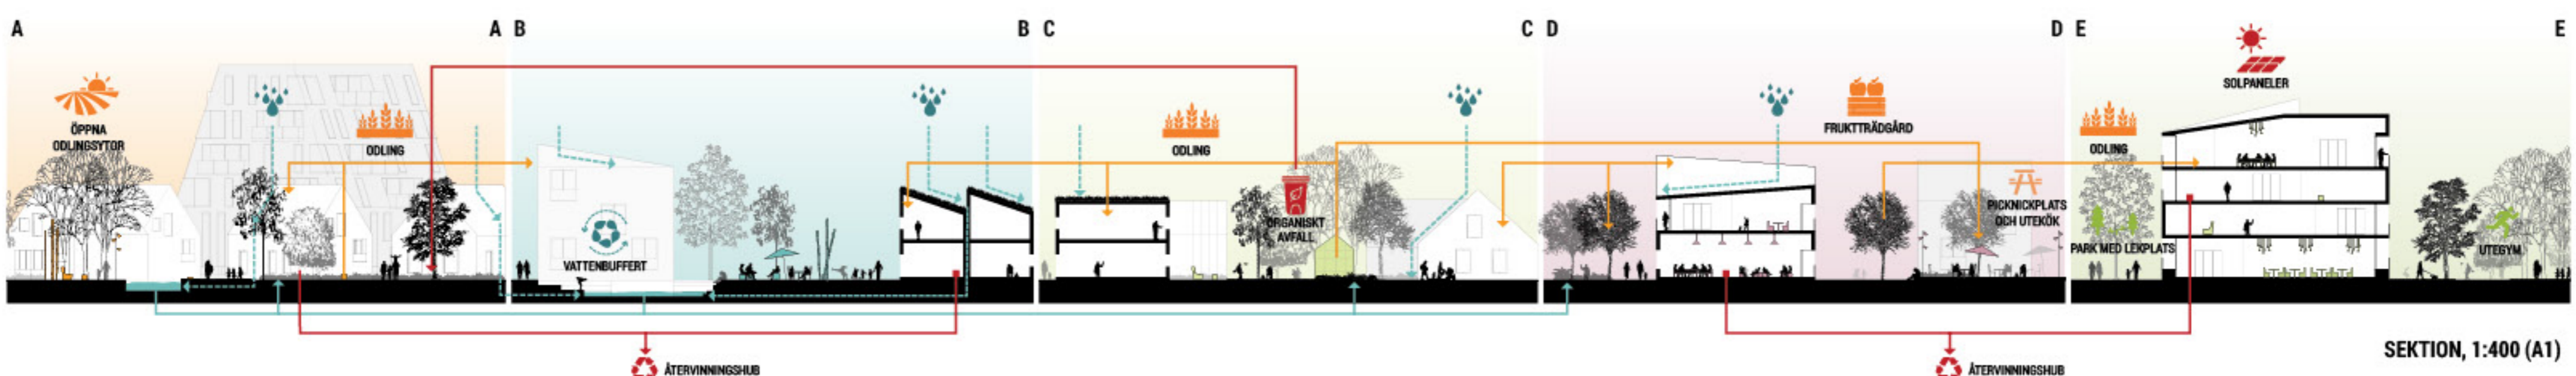 A A B B C C D D E E
ÖPPNA
ODLINGSYTOR
ODLING
VATTENBUFFERT
ODLING
ORGANISKT
AVFALL
FRUKTTRÄDGÅRD
PICKNICKPLATS
OCH UTEKÖK
ODLING
PARK MED LEKPLATS
SOLPANELER
UTEGYM
ÅTERVINNINGSHUB
ÅTERVINNINGSHUB
SEKTION, 1:400 (A1)